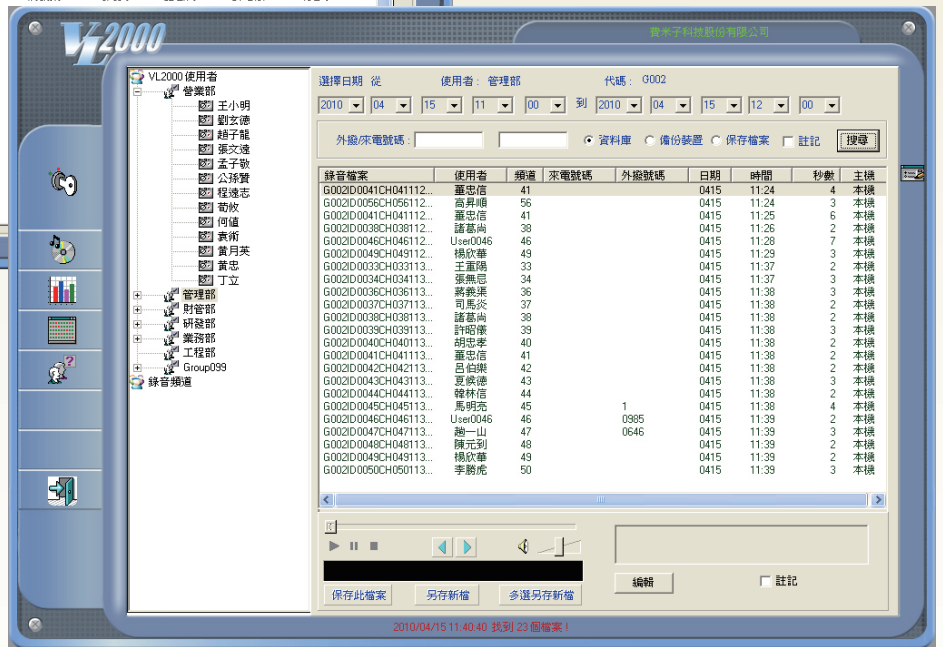 VL2000
費米子科技股份有限公司
VL2000 使用者
營業部
王小明
劉玄德
趙子龍
張文遠
孟子敬
公孫贊
程遠志
荀攸
何值
袁術
黄月英
黄忠
丁立
管理部
財管部
研發部
業務部
工程部
Group099
錄音頻道
選擇日期 從 使用者: 管理部 代碼: G002
2010 04 15 11 00 到 2010 04 15 12 00
外撥/來電號碼: 資料庫 備份裝置 保存檔案 註記 搜尋
錄音檔案 使用者 頻道 來電號碼 外撥號碼 日期 時間 秒數 主機
G002ID0041CH041112... 董忠信 41 0415 11:24 4 本機
G002ID0056CH056112... 高昇順 56 0415 11:24 3 本機
G002ID0041CH041112... 董忠信 41 0415 11:25 6 本機
G002ID0038CH038112... 諸葛尚 38 0415 11:26 2 本機
G002ID0046CH046112... User0046 46 0415 11:28 7 本機
G002ID0049CH049112... 楊欣華 49 0415 11:29 3 本機
G002ID0033CH033113... 王重陽 33 0415 11:37 2 本機
G002ID0034CH034113... 張無忌 34 0415 11:37 3 本機
G002ID0036CH036113... 蔣義渠 36 0415 11:38 3 本機
G002ID0037CH037113... 司馬炎 37 0415 11:38 2 本機
G002ID0038CH038113... 諸葛尚 38 0415 11:38 2 本機
G002ID0039CH039113... 許昭儀 39 0415 11:38 3 本機
G002ID0040CH040113... 胡忠孝 40 0415 11:38 2 本機
G002ID0041CH041113... 董忠信 41 0415 11:38 2 本機
G002ID0042CH042113... 呂伯樂 42 0415 11:38 2 本機
G002ID0043CH043113... 夏候德 43 0415 11:38 3 本機
G002ID0044CH044113... 韓林信 44 0415 11:38 2 本機
G002ID0045CH045113... 馬明亮 45 1 0415 11:38 4 本機
G002ID0046CH046113... User0046 46 0985 0415 11:39 2 本機
G002ID0047CH047113... 趙一山 47 0646 0415 11:39 3 本機
G002ID0048CH048113... 陳元到 48 0415 11:39 2 本機
G002ID0049CH049113... 楊欣華 49 0415 11:39 2 本機
G002ID0050CH050113... 李勝虎 50 0415 11:39 3 本機
編輯 註記
保存此檔案 另存新檔 多選另存新檔
2010/04/15 11:40:40 找到 23 個檔案!